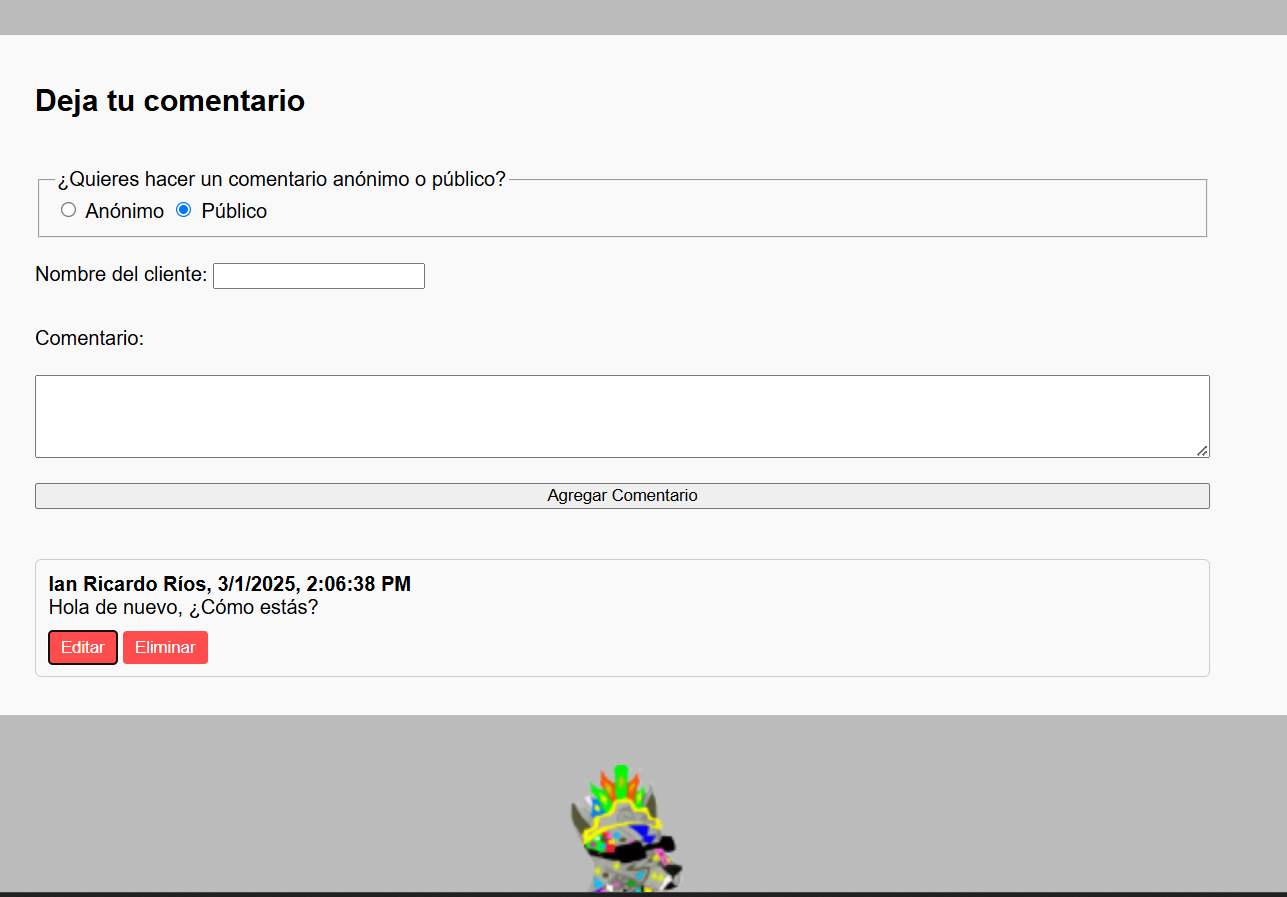 Deja tu comentario
¿Quieres hacer un comentario anónimo o público?
Anónimo Público
Nombre del cliente:
Comentario:
Agregar Comentario
Ian Ricardo Ríos, 3/1/2025, 2:06:38 PM
Hola de nuevo, ¿Cómo estás?
Editar Eliminar